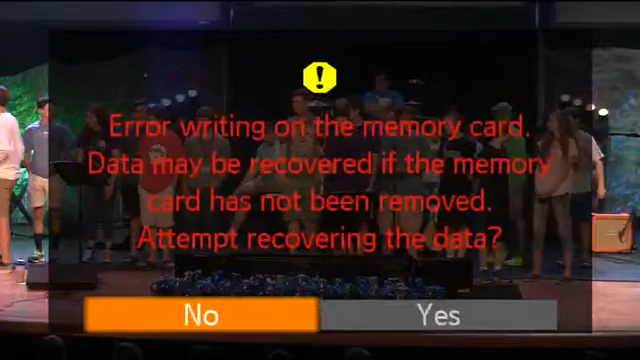 Error writing on the memory card.
Data may be recovered if the memory
card has not been removed.
Attempt recovering the data?
No
Yes